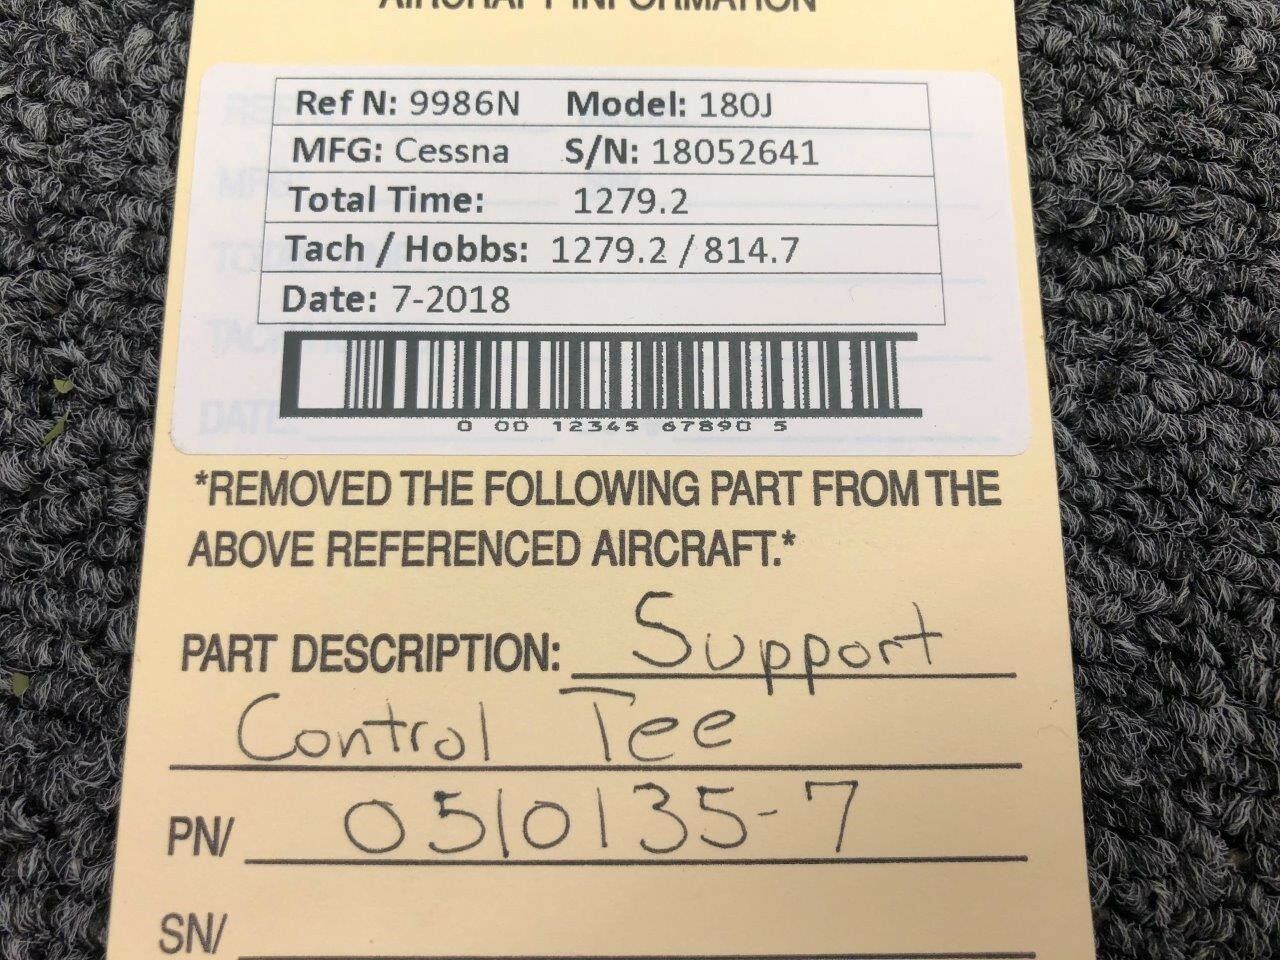 AIRCRAFT INFORMATION
Ref N: 9986N Model: 180J
MFG: Cessna S/N: 18052641
Total Time: 1279.2
Tach / Hobbs: 1279.2 / 814.7
Date: 7-2018
0 00 12345 67890 5
*REMOVED THE FOLLOWING PART FROM THE
ABOVE REFERENCED AIRCRAFT.*
PART DESCRIPTION: Support
Control Tee
PN/ 0510135-7
SN/